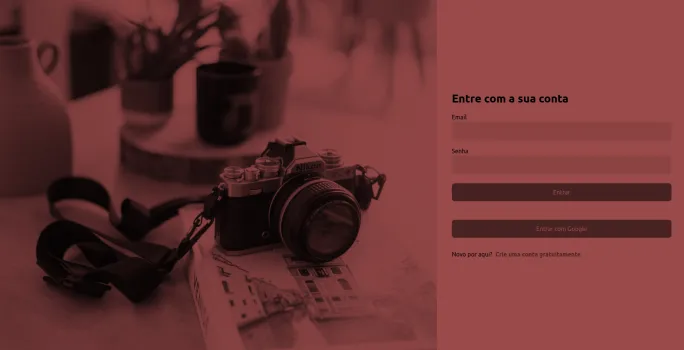 Entre com a sua conta
Email
Senha
Entrar
Entrar com Google
Novo por aqui? Crie uma conta gratuitamente